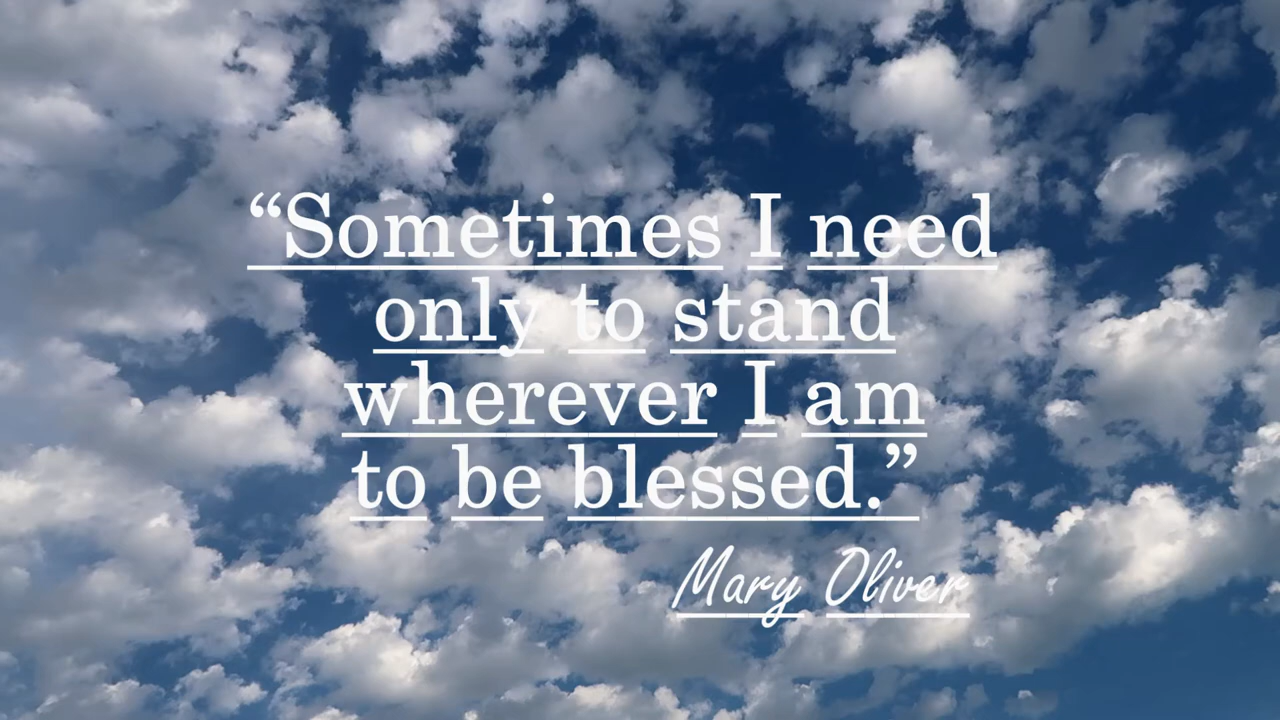 “Sometimes I need
only to stand
wherever I am
to be blessed.”
Mary Oliver